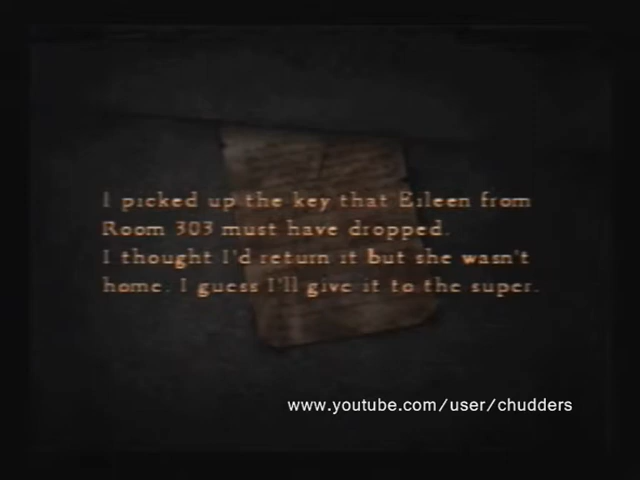 I picked up the key that Eileen from
Room 303 must have dropped.
I thought I'd return it but she wasn't
home. I guess I'll give it to the super.
www.youtube.com/user/chudders